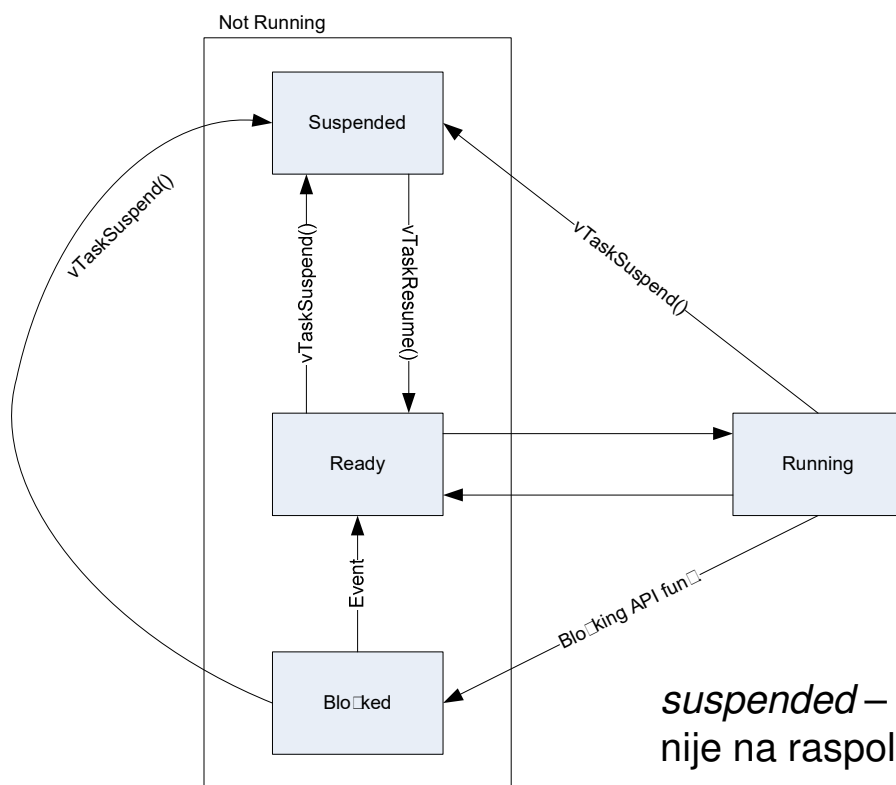 Not Running
Suspended
vTaskSuspend()
vTaskSuspend()
vTaskResume()
vTaskSuspend()
Ready
Running
Event
Blo□king API fun□.
Blo□ked
suspended –
nije na raspol